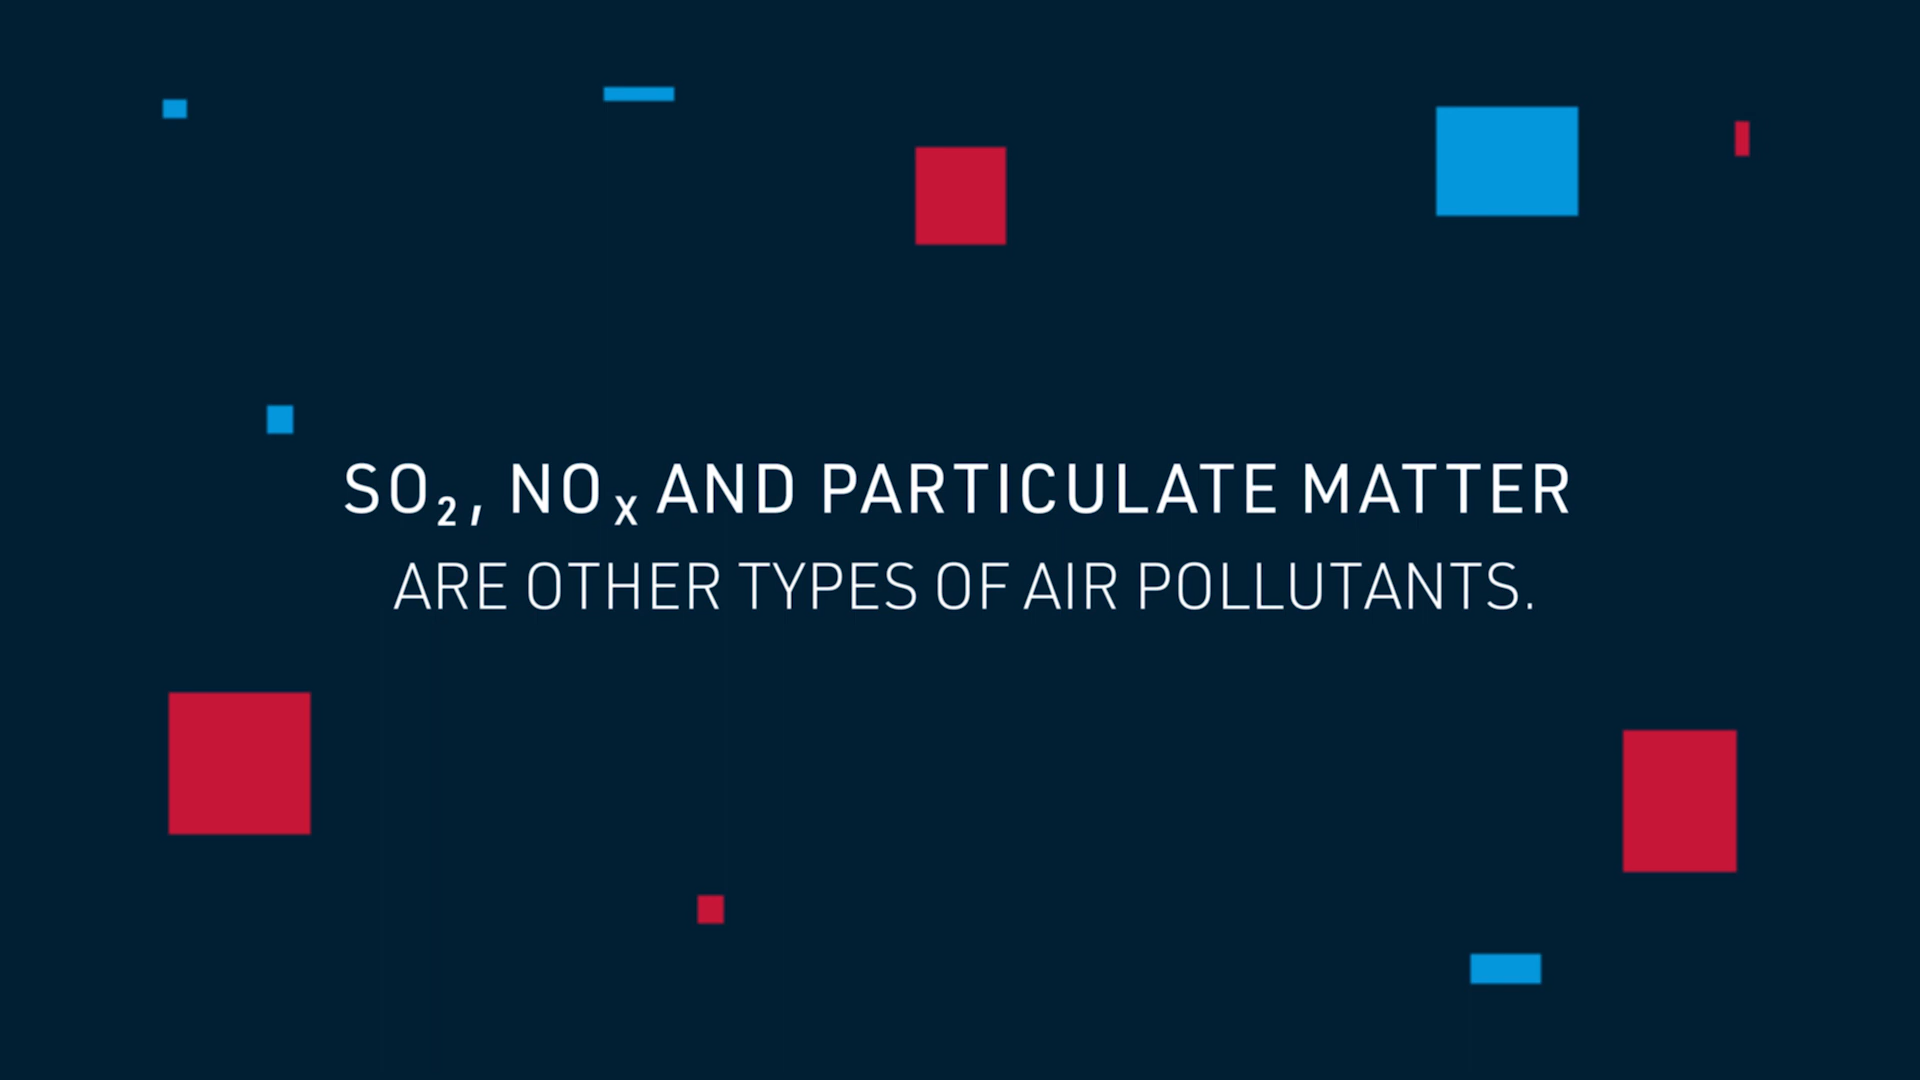 SO₂, NOₓ AND PARTICULATE MATTER
ARE OTHER TYPES OF AIR POLLUTANTS.